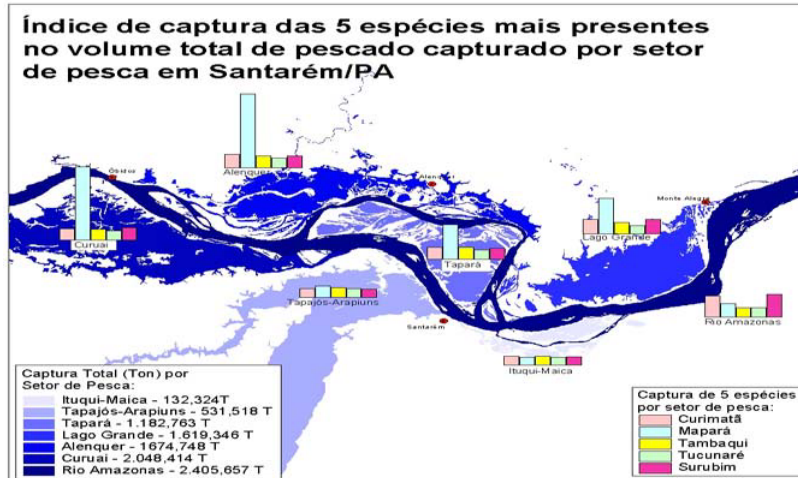 Índice de captura das 5 espécies mais presentes
no volume total de pescado capturado por setor
de pesca em Santarém/PA
Óbidos
Alenquer
Alenquer
Monte Alegre
Curuai
Lago Grande
Tapará
Tapajós-Arapiuns
Santarém
Rio Amazonas
Ituqui-Maica
Captura Total (Ton) por
Setor de Pesca:
Ituqui-Maica - 132,324T
Tapajós-Arapiuns - 531,518 T
Tapará - 1.182,763 T
Lago Grande - 1.619,346 T
Alenquer - 1674,748 T
Curuai - 2.048,414 T
Rio Amazonas - 2.405,657 T
Captura de 5 espécies
por setor de pesca:
Curimatã
Mapará
Tambaqui
Tucunaré
Surubim